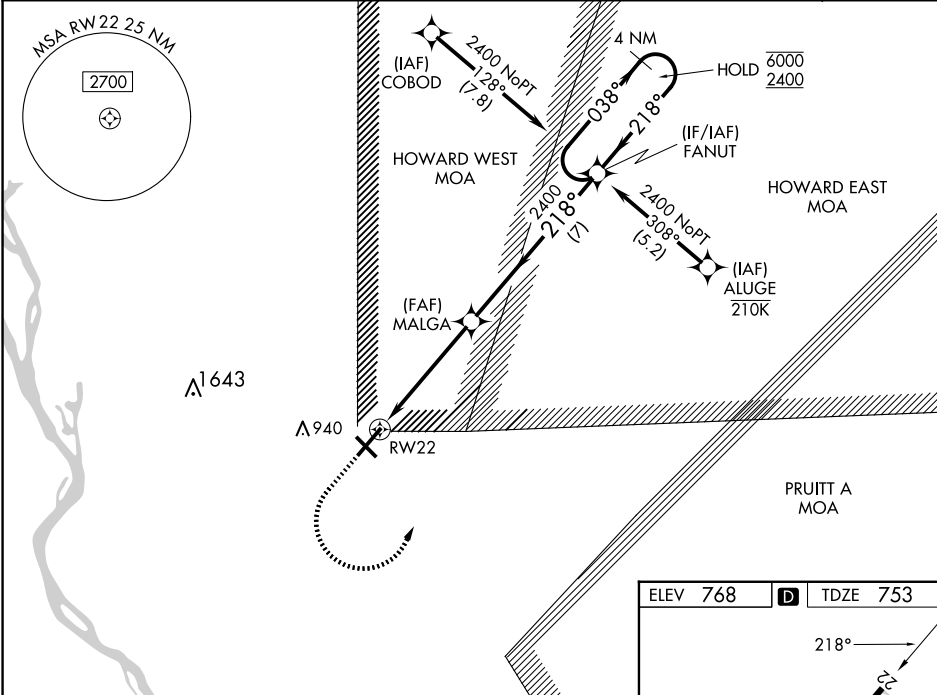 MSA RW 22 25 NM
2700
(IAF)
COBOD
2400 NoPT
128°
(7.8)
4 NM
HOLD
6000
2400
038°
218°
(IF/IAF)
FANUT
HOWARD WEST
MOA
HOWARD EAST
MOA
2400
218°
(7)
2400 NoPT
308°
(5.2)
(IAF)
ALUGE
210K
(FAF)
MALGA
1643
940
RW22
PRUITT A
MOA
ELEV 768 D TDZE 753
218°
22